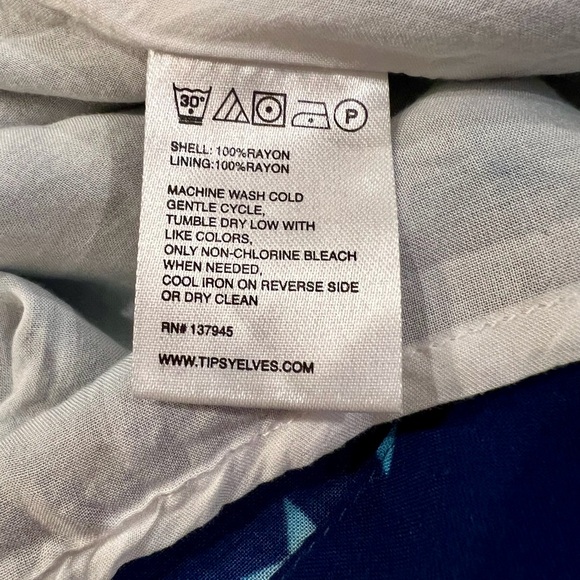 30°
P
SHELL: 100%RAYON
LINING:100%RAYON
MACHINE WASH COLD
GENTLE CYCLE,
TUMBLE DRY LOW WITH
LIKE COLORS,
ONLY NON-CHLORINE BLEACH
WHEN NEEDED,
COOL IRON ON REVERSE SIDE
OR DRY CLEAN
RN# 137945
WWW.TIPSYELVES.COM